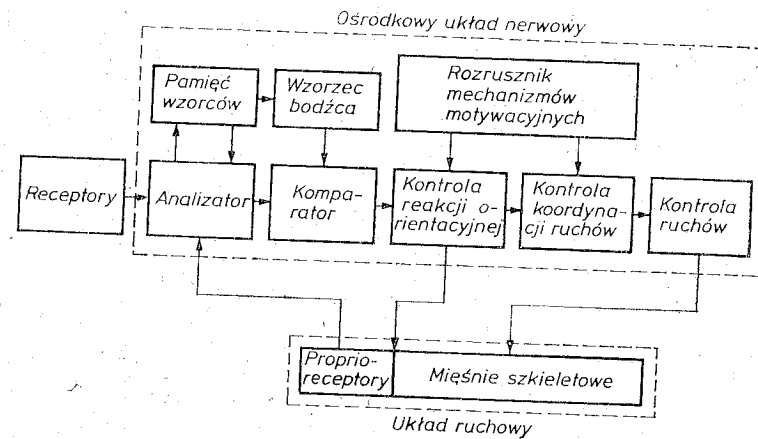 Ośrodkowy układ nerwowy
Pamięć
wzorców
Wzorzec
bodźca
Rozrusznik
mechanizmów
motywacyjnych
Receptory
Analizator
Kompa-
rator
Kontrola
reakcji o-
rientacyjnej
Kontrola
koordyna-
cji ruchów
Kontrola
ruchów
Proprio-
receptory
Mięśnie szkieletowe
Układ ruchowy